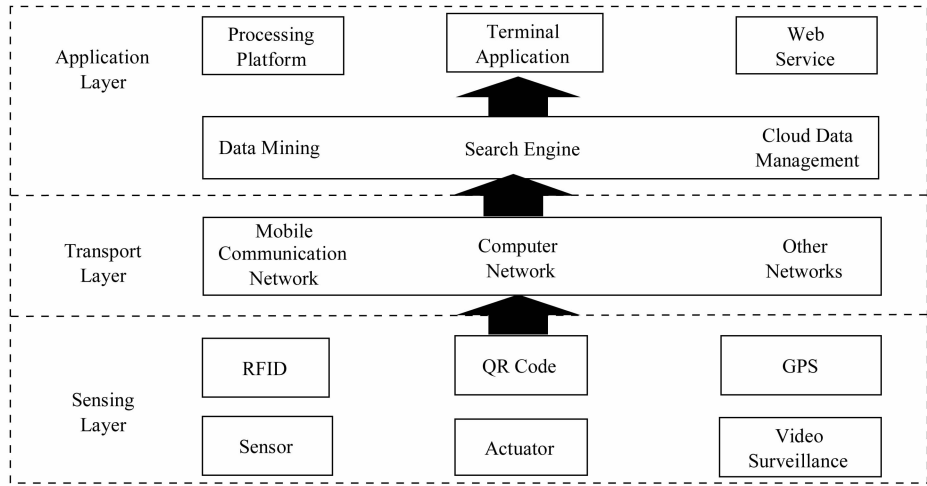 Application
Layer
Processing
Platform
Terminal
Application
Web
Service
Data Mining
Search Engine
Cloud Data
Management
Transport
Layer
Mobile
Communication
Network
Computer
Network
Other
Networks
Sensing
Layer
RFID
QR Code
GPS
Sensor
Actuator
Video
Surveillance